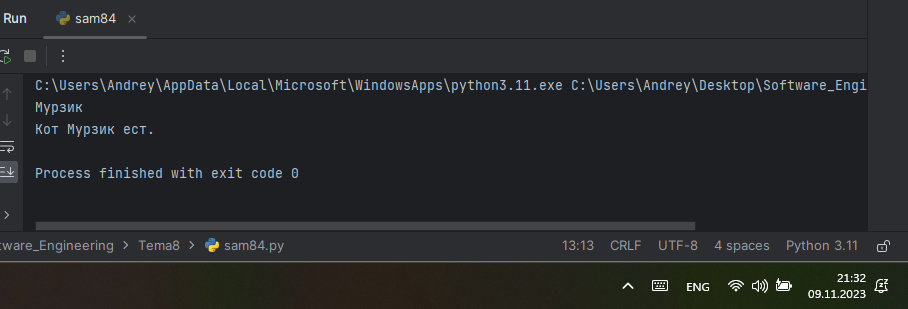 Run sam84
C:\Users\Andrey\AppData\Local\Microsoft\WindowsApps\python3.11.exe C:\Users\Andrey\Desktop\Software_Engi
Мурзик
Кот Мурзик ест.
Process finished with exit code 0
tware_Engineering > Tema8 > sam84.py 13:13 CRLF UTF-8 4 spaces Python 3.11
ENG
21:32
09.11.2023